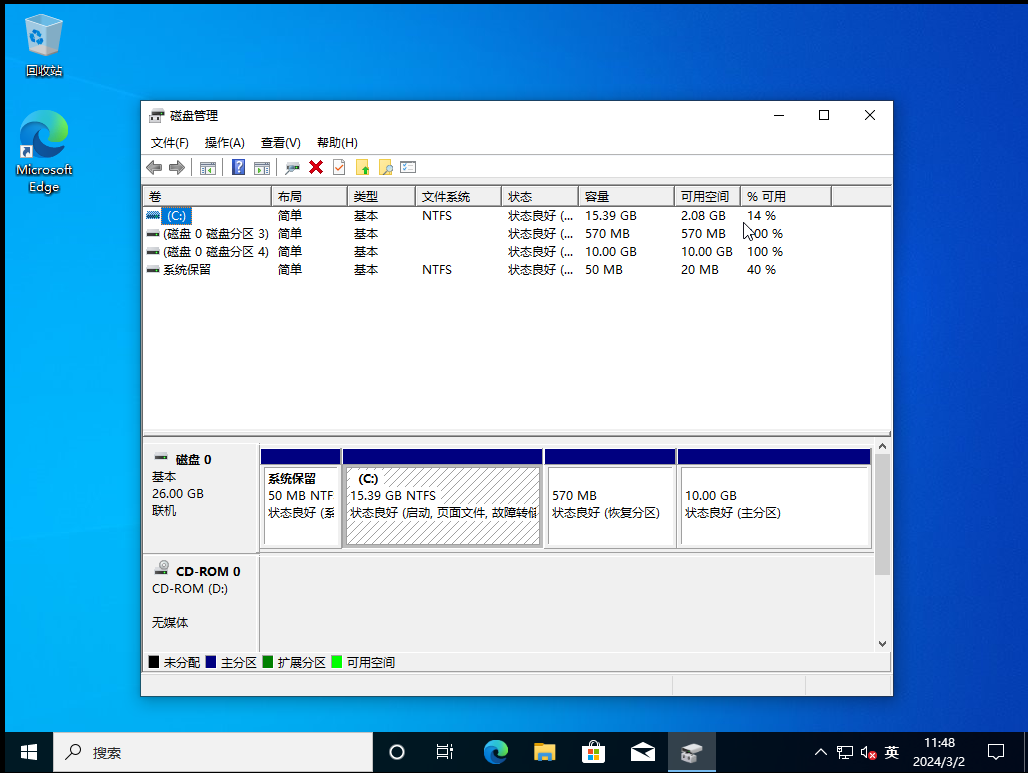 回收站
Microsoft
Edge
磁盘管理
文件(F) 操作(A) 查看(V) 帮助(H)
卷 布局 类型 文件系统 状态 容量 可用空间 % 可用
(C:) 简单 基本 NTFS 状态良好 (... 15.39 GB 2.08 GB 14 %
(磁盘 0 磁盘分区 3) 简单 基本 状态良好 (... 570 MB 570 MB 100 %
(磁盘 0 磁盘分区 4) 简单 基本 状态良好 (... 10.00 GB 10.00 GB 100 %
系统保留 简单 基本 NTFS 状态良好 (... 50 MB 20 MB 40 %
磁盘 0
基本
26.00 GB
联机
系统保留
50 MB NTF
状态良好 (系
(C:)
15.39 GB NTFS
状态良好 (启动, 页面文件, 故障转储
570 MB
状态良好 (恢复分区)
10.00 GB
状态良好 (主分区)
CD-ROM 0
CD-ROM (D:)
无媒体
未分配 主分区 扩展分区 可用空间
搜索
英
11:48
2024/3/2